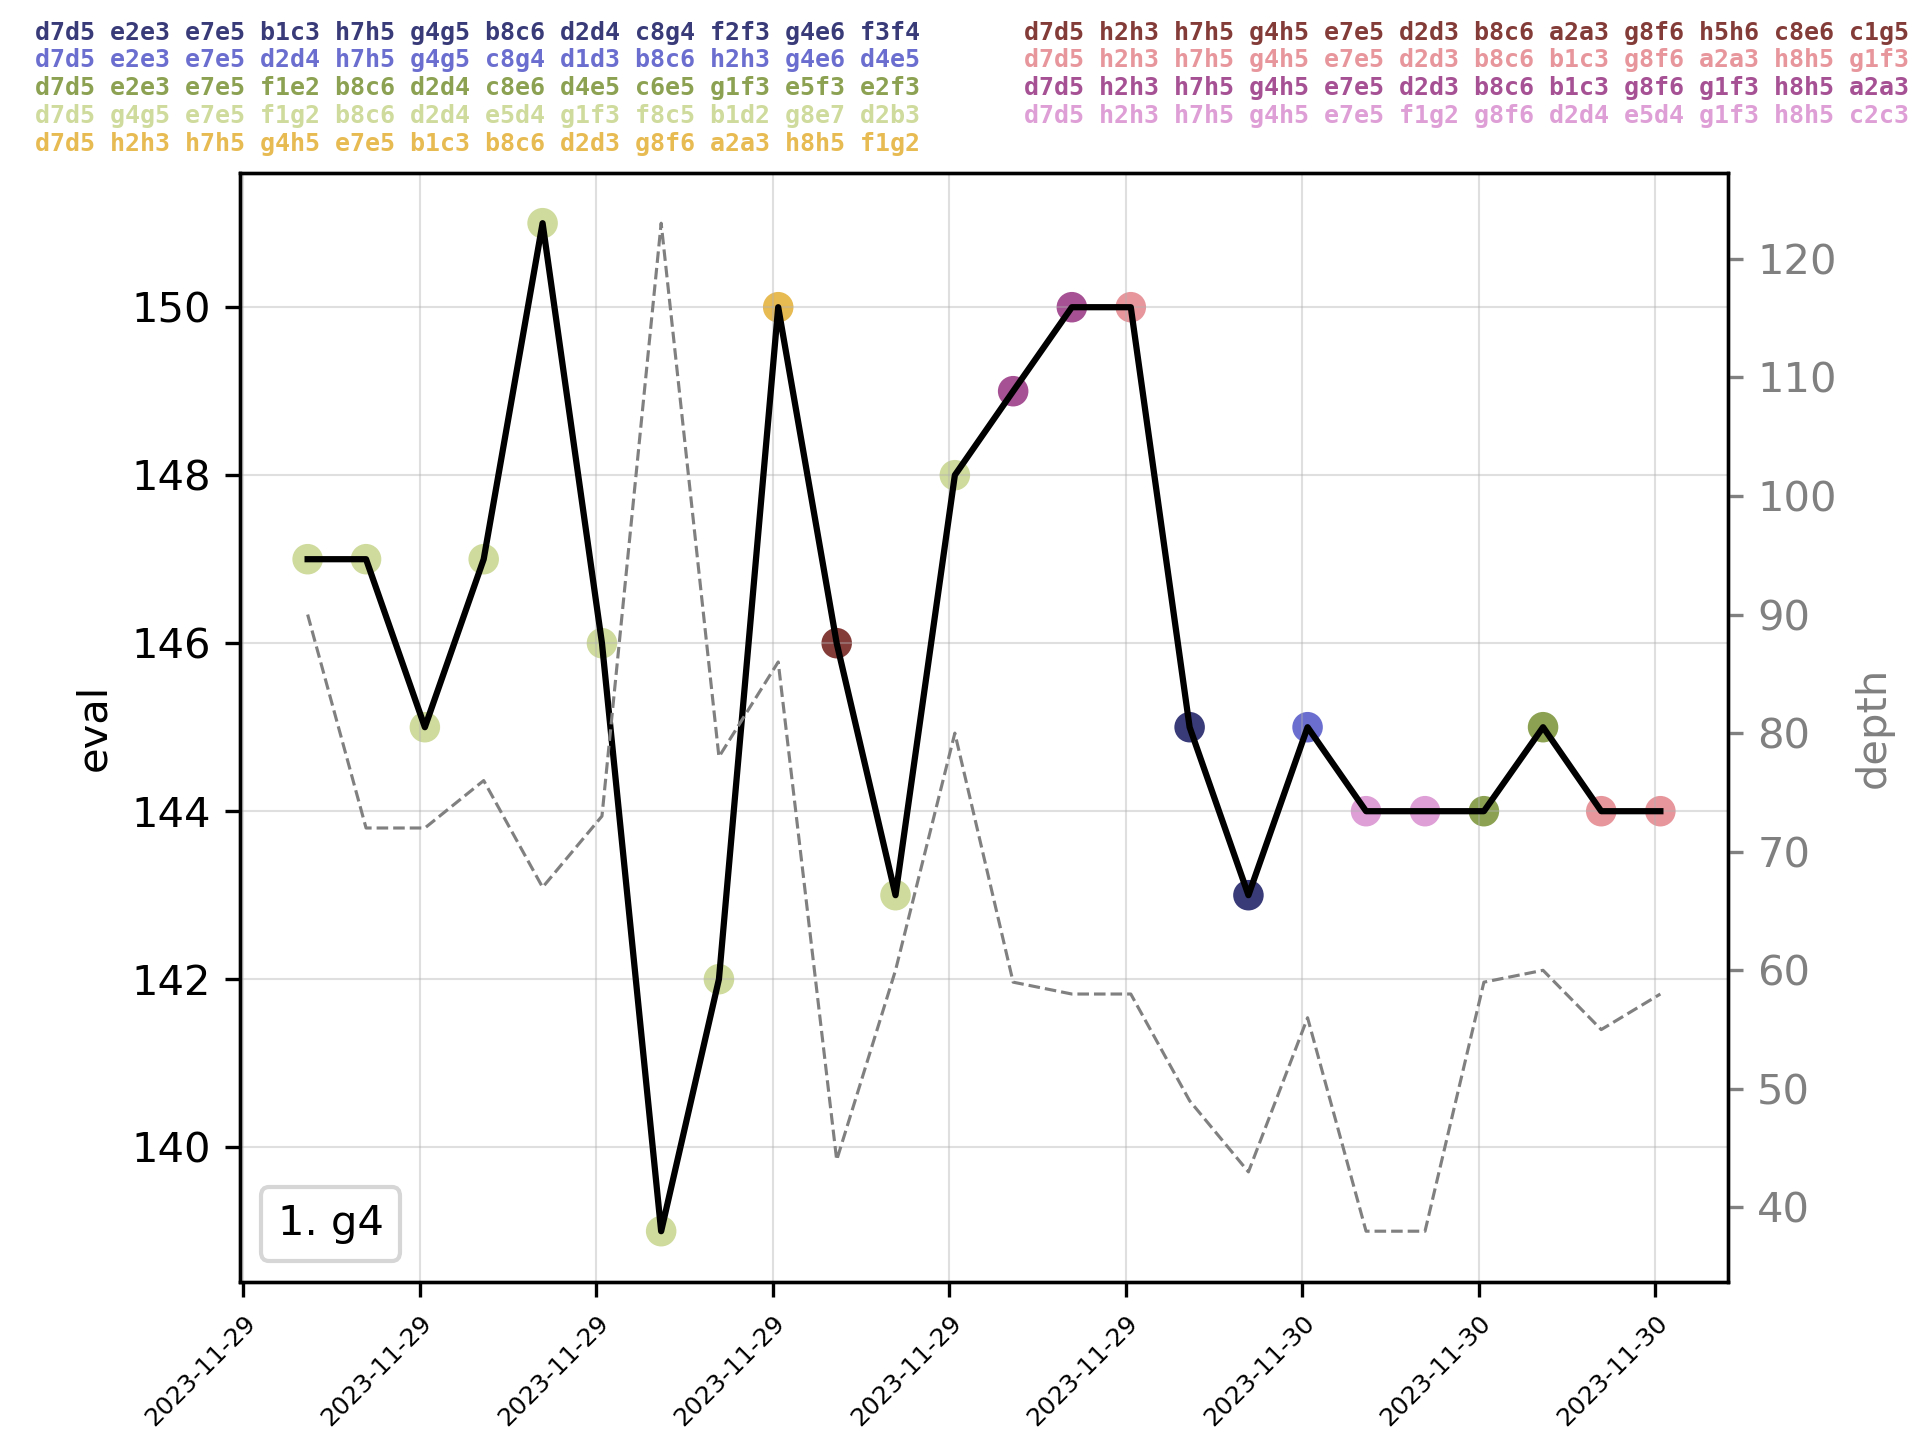 d7d5 e2e3 e7e5 b1c3 h7h5 g4g5 b8c6 d2d4 c8g4 f2f3 g4e6 f3f4
d7d5 e2e3 e7e5 d2d4 h7h5 g4g5 c8g4 d1d3 b8c6 h2h3 g4e6 d4e5
d7d5 e2e3 e7e5 f1e2 b8c6 d2d4 c8e6 d4e5 c6e5 g1f3 e5f3 e2f3
d7d5 g4g5 e7e5 f1g2 b8c6 d2d4 e5d4 g1f3 f8c5 b1d2 g8e7 d2b3
d7d5 h2h3 h7h5 g4h5 e7e5 b1c3 b8c6 d2d3 g8f6 a2a3 h8h5 f1g2
d7d5 h2h3 h7h5 g4h5 e7e5 d2d3 b8c6 a2a3 g8f6 h5h6 c8e6 c1g5
d7d5 h2h3 h7h5 g4h5 e7e5 d2d3 b8c6 b1c3 g8f6 a2a3 h8h5 g1f3
d7d5 h2h3 h7h5 g4h5 e7e5 d2d3 b8c6 b1c3 g8f6 g1f3 h8h5 a2a3
d7d5 h2h3 h7h5 g4h5 e7e5 f1g2 g8f6 d2d4 e5d4 g1f3 h8h5 c2c3
eval
150
148
146
144
142
140
1. g4
depth
120
110
100
90
80
70
60
50
40
2023-11-29
2023-11-29
2023-11-29
2023-11-29
2023-11-29
2023-11-29
2023-11-30
2023-11-30
2023-11-30